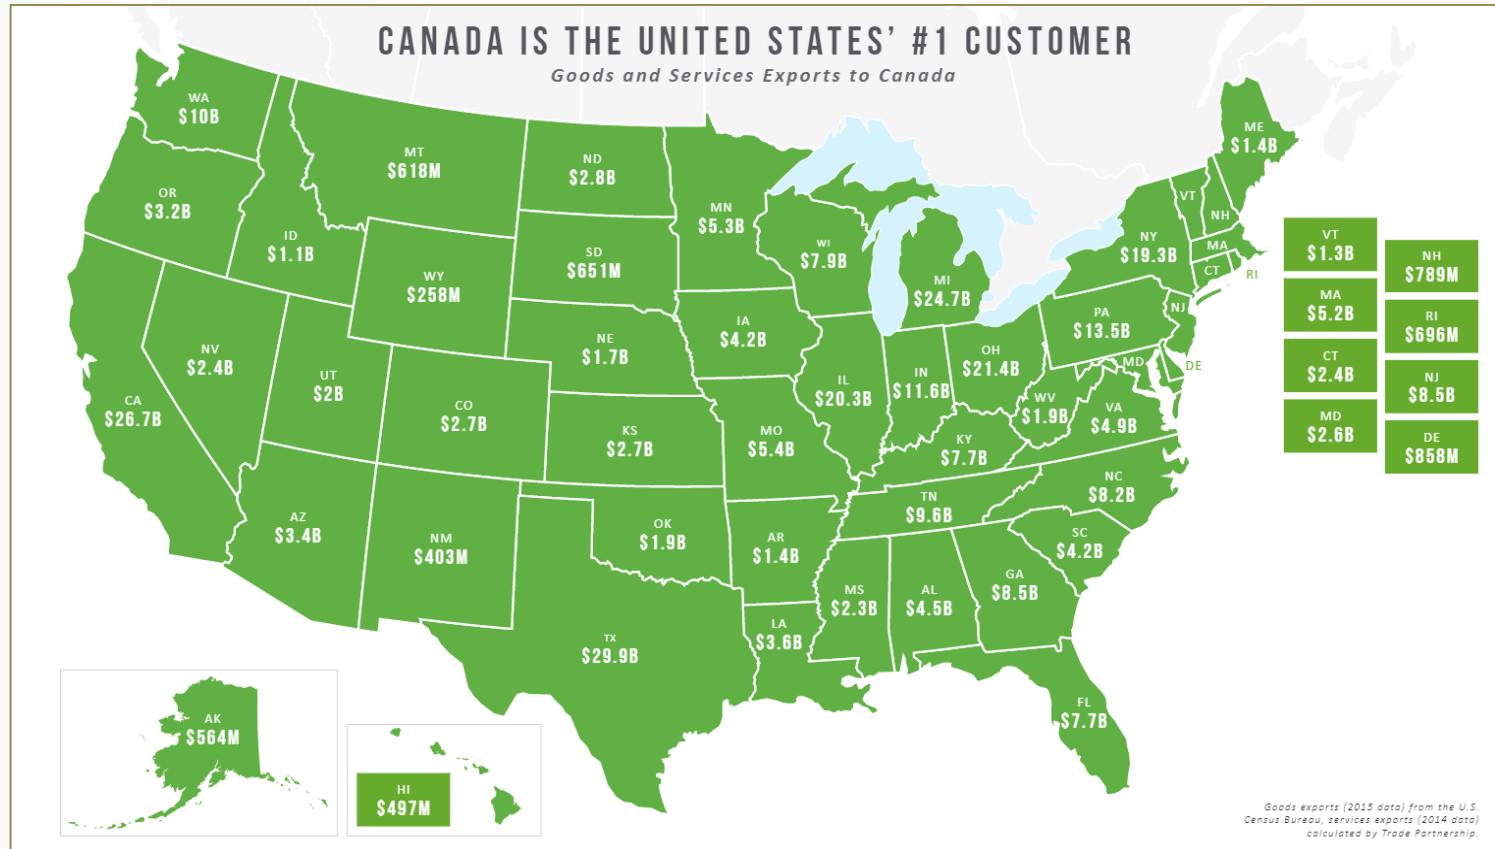 CANADA IS THE UNITED STATES' #1 CUSTOMER
Goods and Services Exports to Canada
WA
$10B
OR
$3.2B
CA
$26.7B
ID
$1.1B
NV
$2.4B
MT
$618M
WY
$258M
UT
$2B
CO
$2.7B
AZ
$3.4B
NM
$403M
ND
$2.8B
SD
$651M
NE
$1.7B
KS
$2.7B
OK
$1.9B
TX
$29.9B
MN
$5.3B
IA
$4.2B
MO
$5.4B
AR
$1.4B
LA
$3.6B
WI
$7.9B
IL
$20.3B
MI
$24.7B
IN
$11.6B
OH
$21.4B
KY
$7.7B
TN
$9.6B
MS
$2.3B
AL
$4.5B
GA
$8.5B
FL
$7.7B
SC
$4.2B
NC
$8.2B
VA
$4.9B
WV
$1.9B
PA
$13.5B
NY
$19.3B
ME
$1.4B
VT
NH
MA
CT
RI
NJ
MD
DE
VT
$1.3B
NH
$789M
MA
$5.2B
RI
$696M
CT
$2.4B
NJ
$8.5B
MD
$2.6B
DE
$858M
AK
$564M
HI
$497M
Goods exports (2015 data) from the U.S.
Census Bureau, services exports (2014 data)
calculated by Trade Partnership.